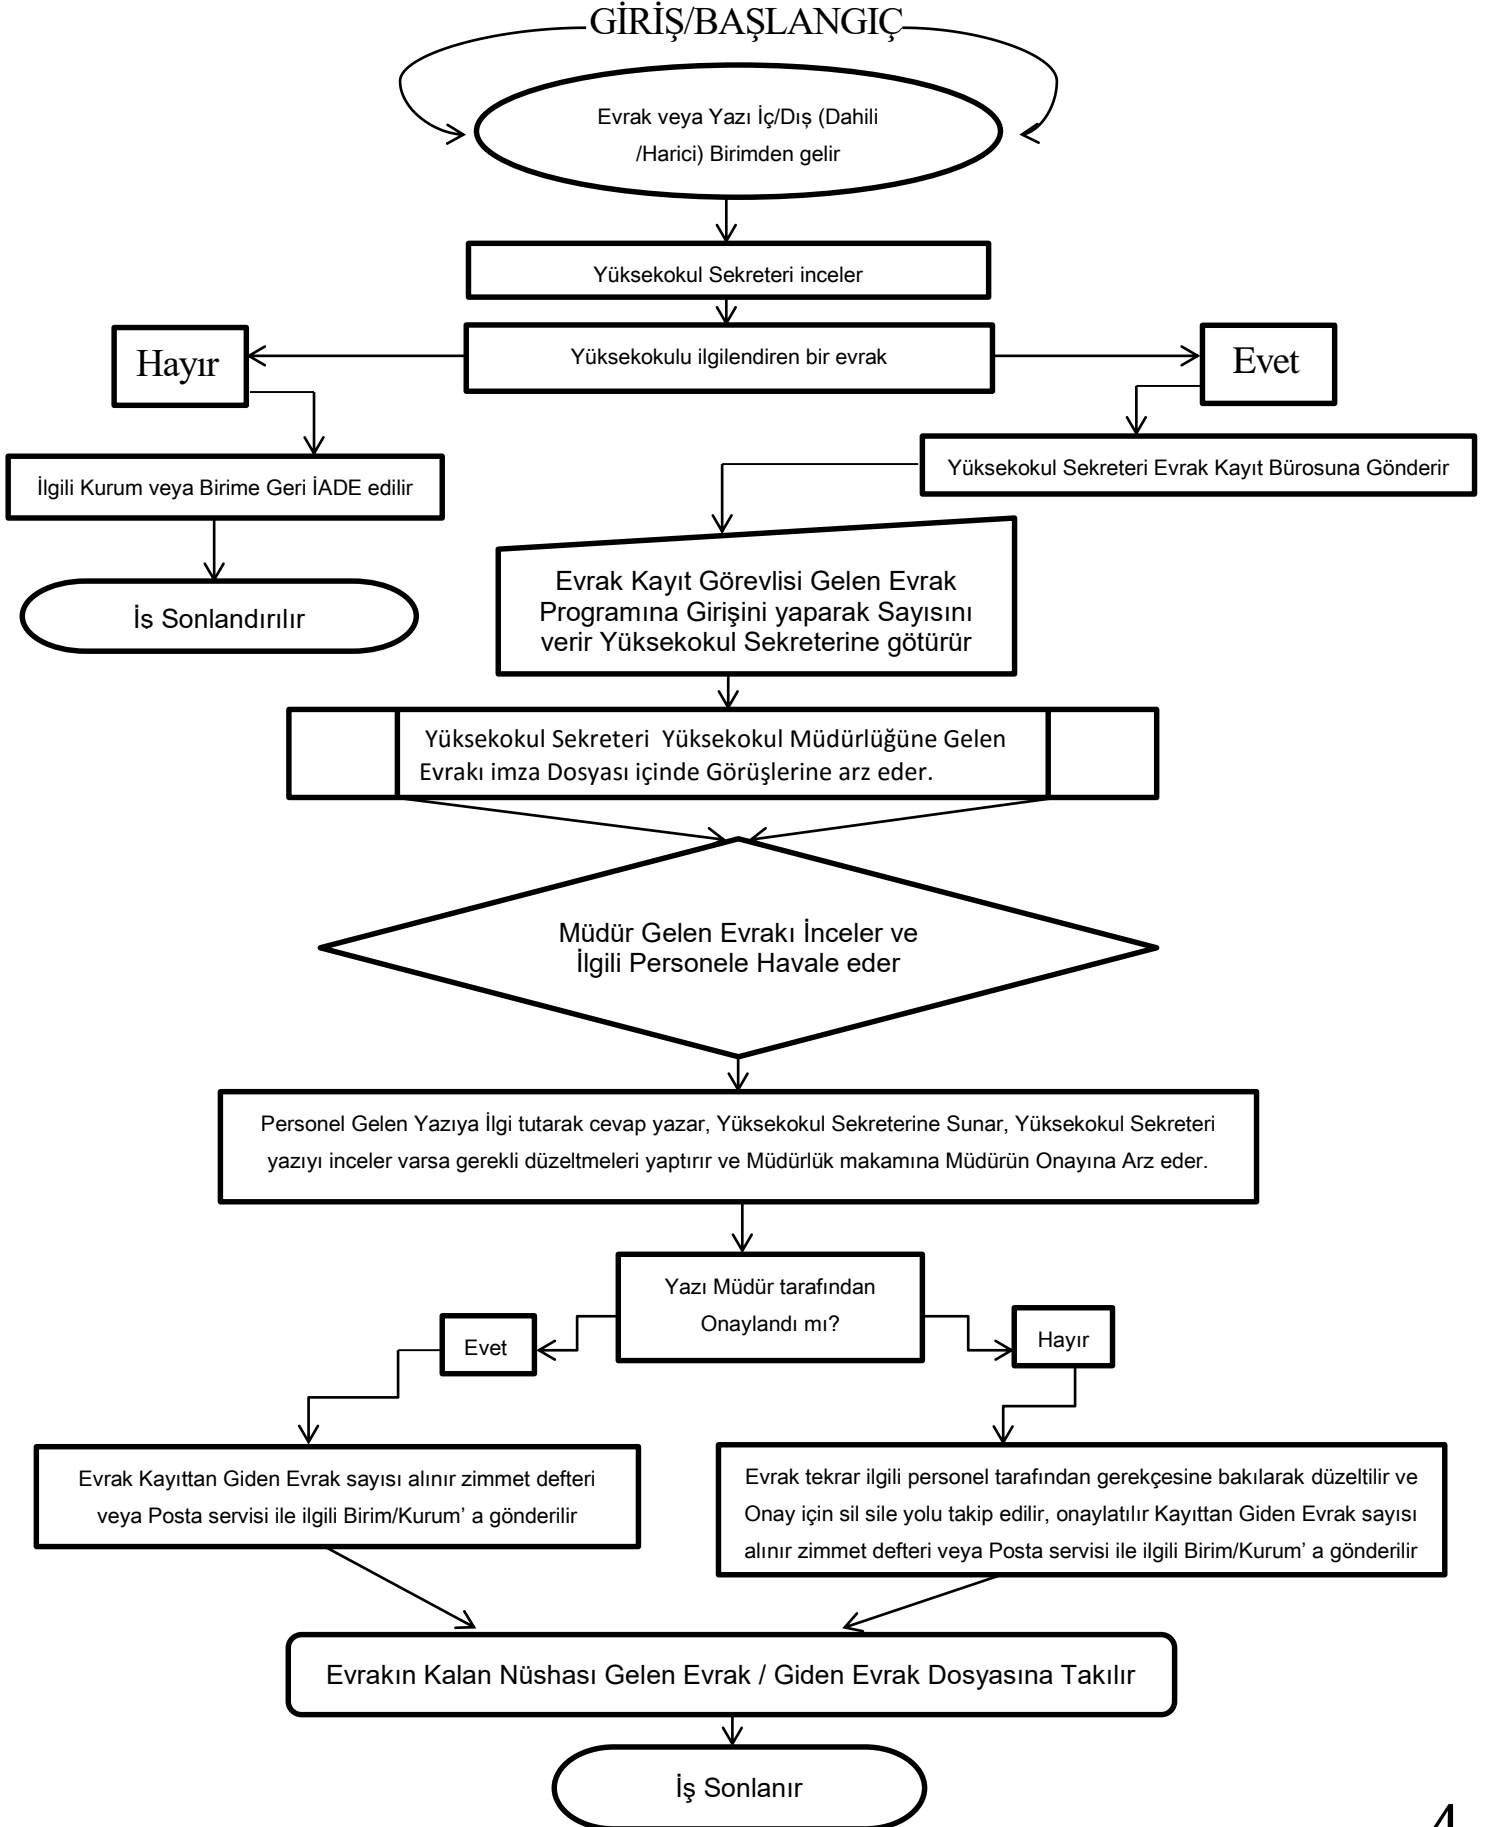 GİRİŞ/BAŞLANGIÇ
Evrak veya Yazı İç/Dış (Dahili
/Harici) Birimden gelir
Yüksekokul Sekreteri inceler
Hayır
Yüksekokulu ilgilendiren bir evrak
Evet
Yüksekokul Sekreteri Evrak Kayıt Bürosuna Gönderir
İlgili Kurum veya Birime Geri İADE edilir
Evrak Kayıt Görevlisi Gelen Evrak
Programına Girişini yaparak Sayısını
verir Yüksekokul Sekreterine götürür
İs Sonlandırılır
Yüksekokul Sekreteri Yüksekokul Müdürlüğüne Gelen
Evrakı imza Dosyası içinde Görüşlerine arz eder.
Müdür Gelen Evrakı İnceler ve
İlgili Personele Havale eder
Personel Gelen Yazıya İlgi tutarak cevap yazar, Yüksekokul Sekreterine Sunar, Yüksekokul Sekreteri
yazıyı inceler varsa gerekli düzeltmeleri yaptırır ve Müdürlük makamına Müdürün Onayına Arz eder.
Yazı Müdür tarafından
Onaylandı mı?
Evet
Hayır
Evrak Kayıttan Giden Evrak sayısı alınır zimmet defteri
veya Posta servisi ile ilgili Birim/Kurum’ a gönderilir
Evrak tekrar ilgili personel tarafından gerekçesine bakılarak düzeltilir ve
Onay için sil sile yolu takip edilir, onaylatılır Kayıttan Giden Evrak sayısı
alınır zimmet defteri veya Posta servisi ile ilgili Birim/Kurum’ a gönderilir
Evrakın Kalan Nüshası Gelen Evrak / Giden Evrak Dosyasına Takılır
İş Sonlanır
4